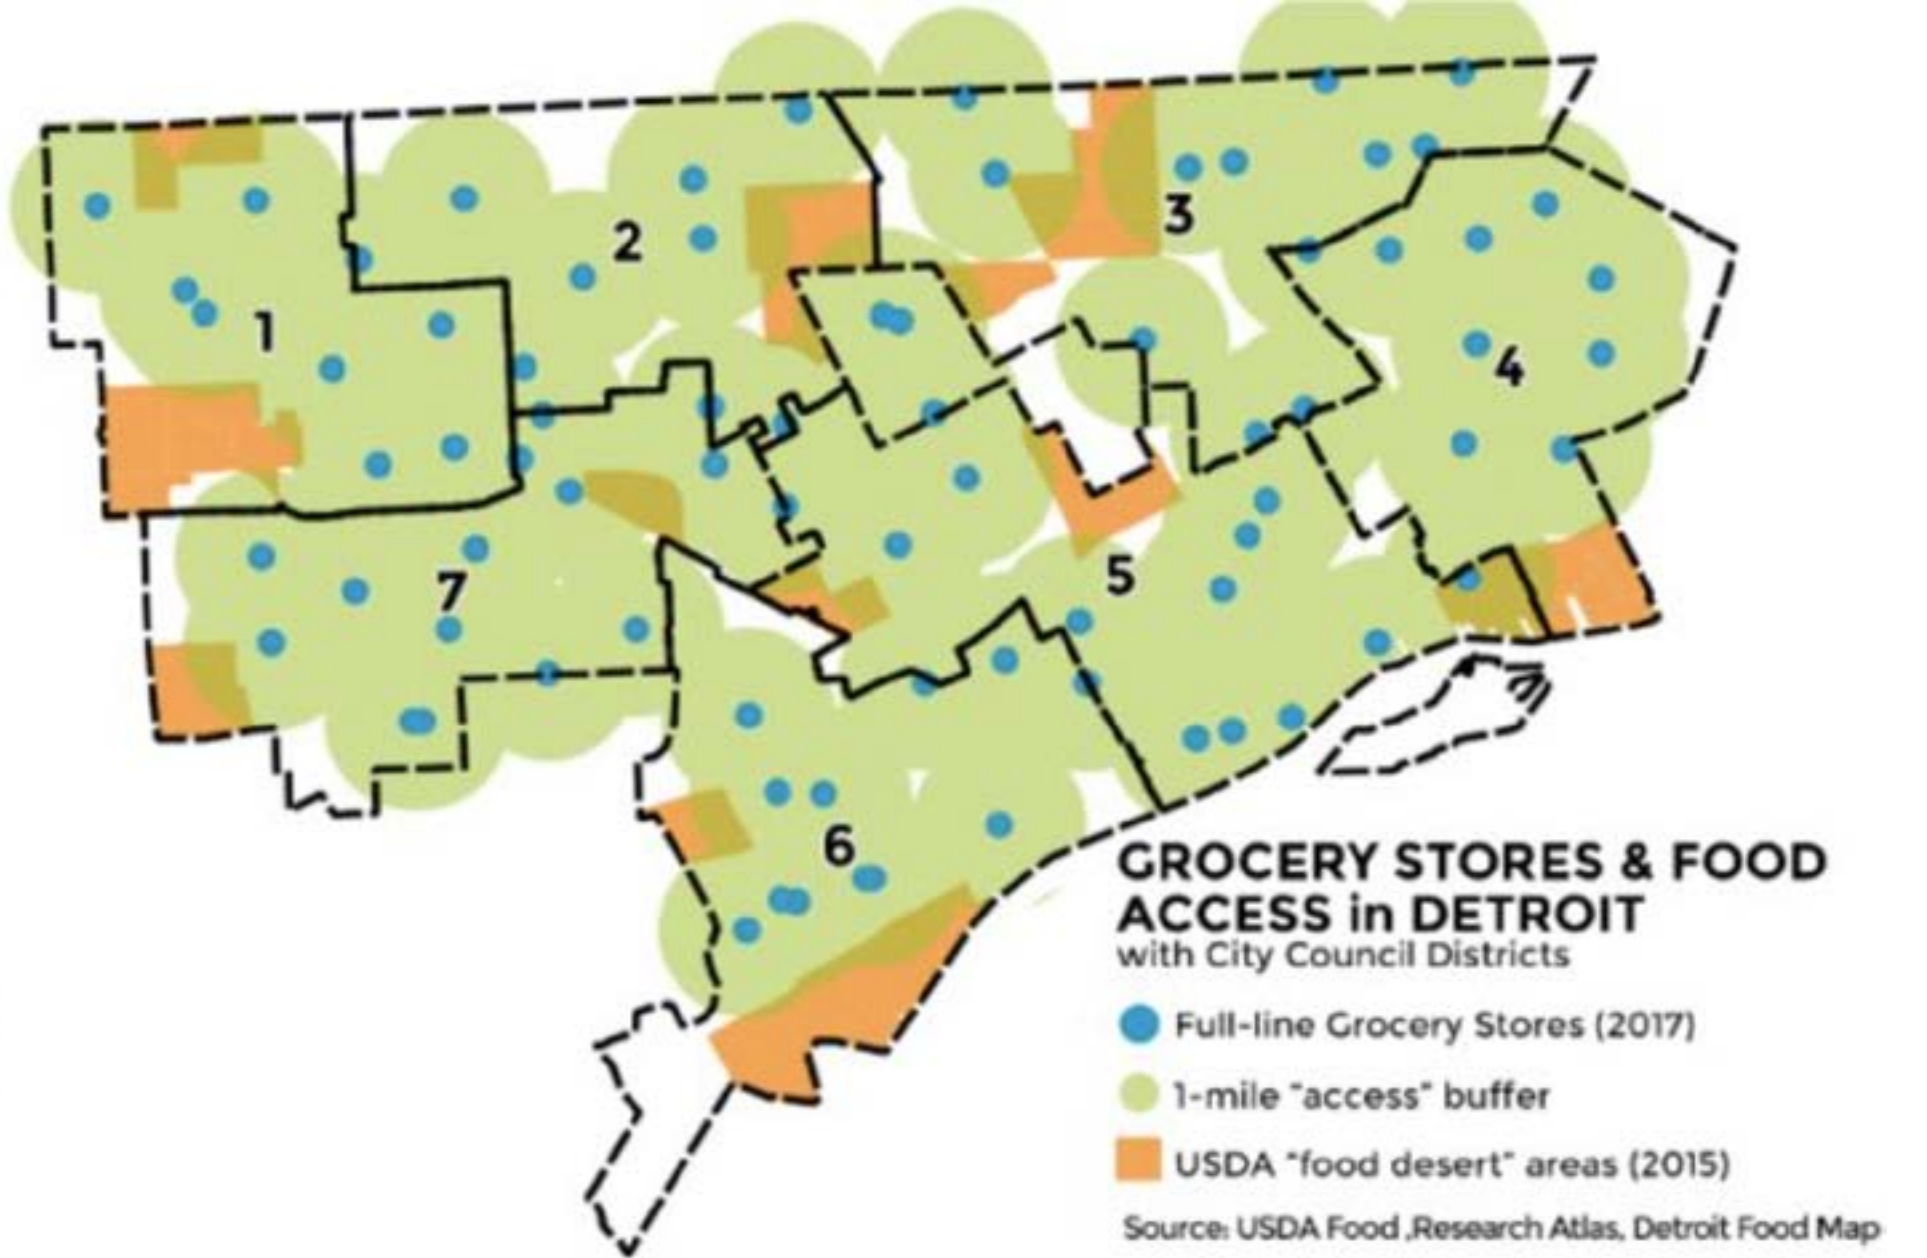 1
2
3
4
5
6
7
GROCERY STORES & FOOD
ACCESS in DETROIT
with City Council Districts
Full-line Grocery Stores (2017)
1-mile "access" buffer
USDA "food desert" areas (2015)
Source: USDA Food ,Research Atlas, Detroit Food Map